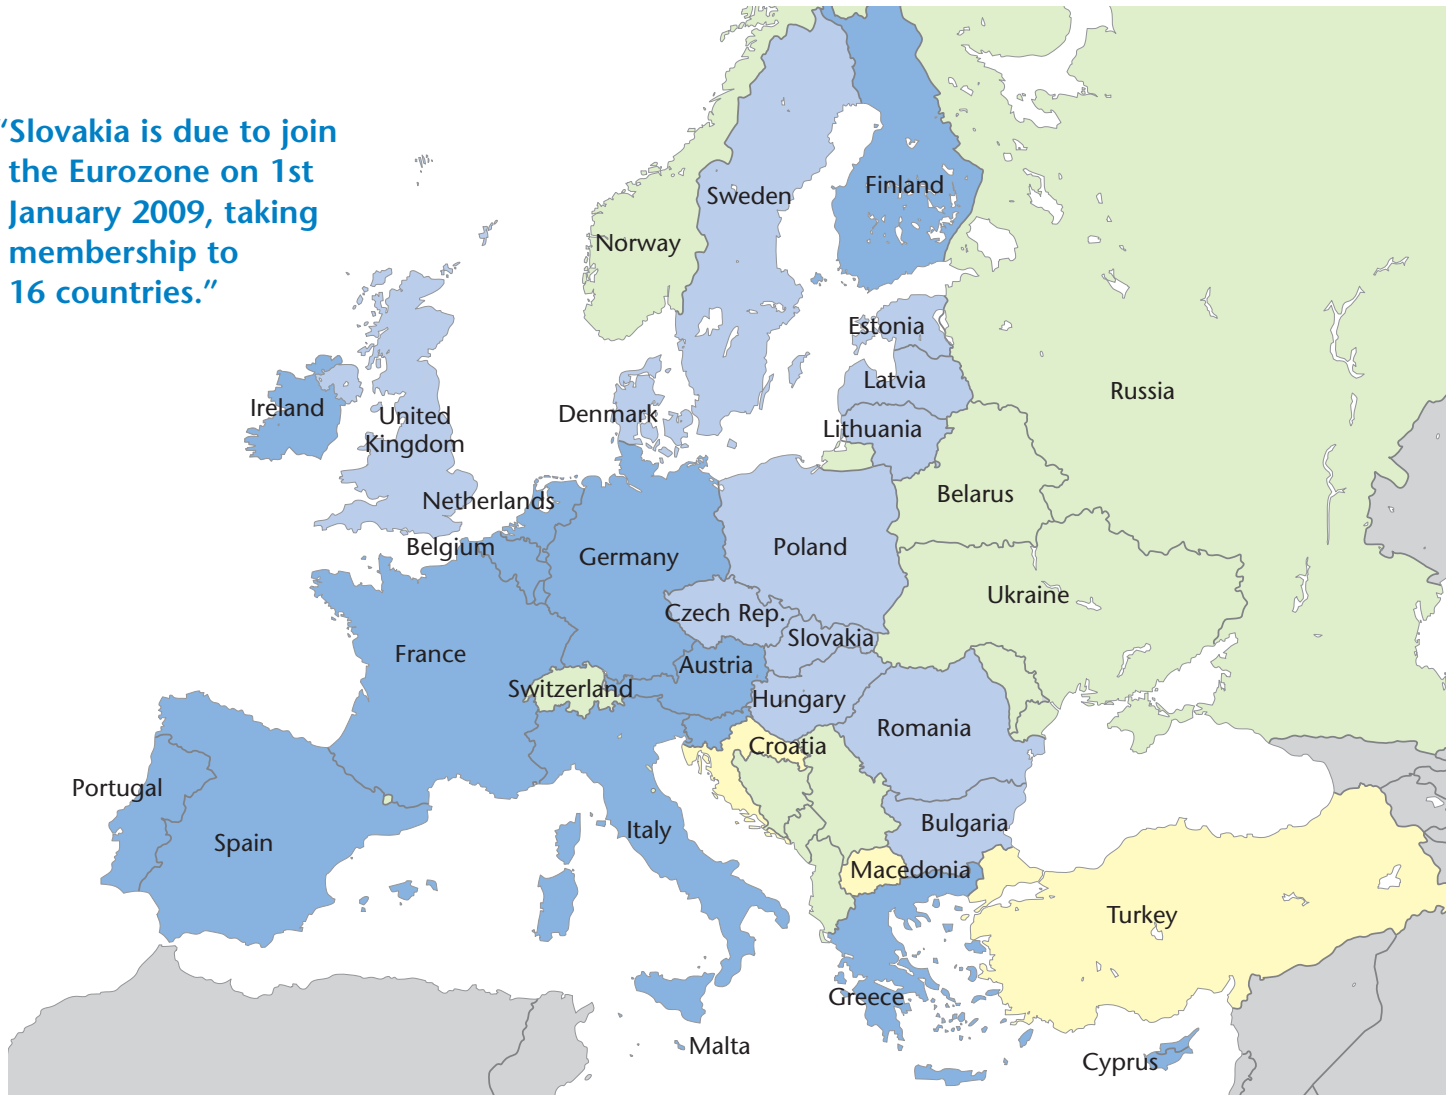 “Slovakia is due to join
the Eurozone on 1st
January 2009, taking
membership to
16 countries.”
Finland
Sweden
Norway
Estonia
Latvia
Russia
Ireland
United
Kingdom
Denmark
Lithuania
Netherlands
Belarus
Belgium
Germany
Poland
Ukraine
Czech Rep.
Slovakia
France
Austria
Switzerland
Hungary
Romania
Croatia
Portugal
Bulgaria
Italy
Spain
Macedonia
Turkey
Greece
Malta
Cyprus